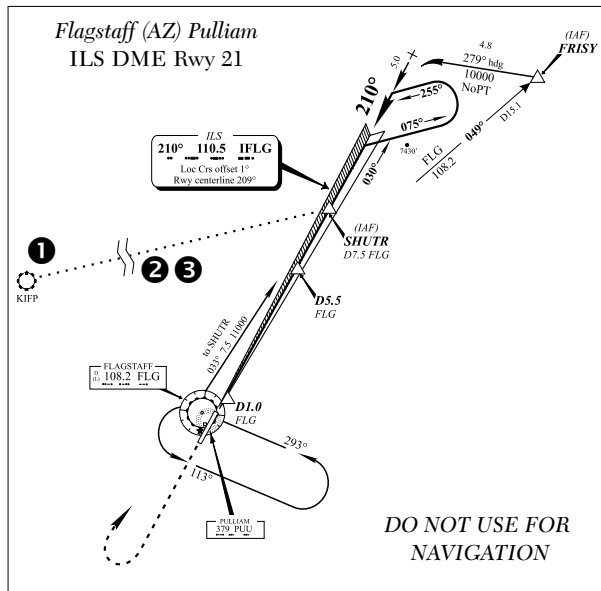 Flagstaff (AZ) Pulliam
ILS DME Rwy 21
(IAF)
FRISY
4.8
279° hdg
10000
NoPT
5.0
210°
255°
075°
049°
D15.1
FLG
108.2
7430'
030°
ILS
210° 110.5 IFLG
Loc Crs offset 1°
Rwy centerline 209°
(IAF)
SHUTR
D7.5 FLG
1
2 3
KIFP
D5.5
FLG
to SHUTR
033° 7.5 11000
FLAGSTAFF
D
(L) 108.2 FLG
D1.0
FLG
293°
113°
PULLIAM
379 PUU
DO NOT USE FOR
NAVIGATION